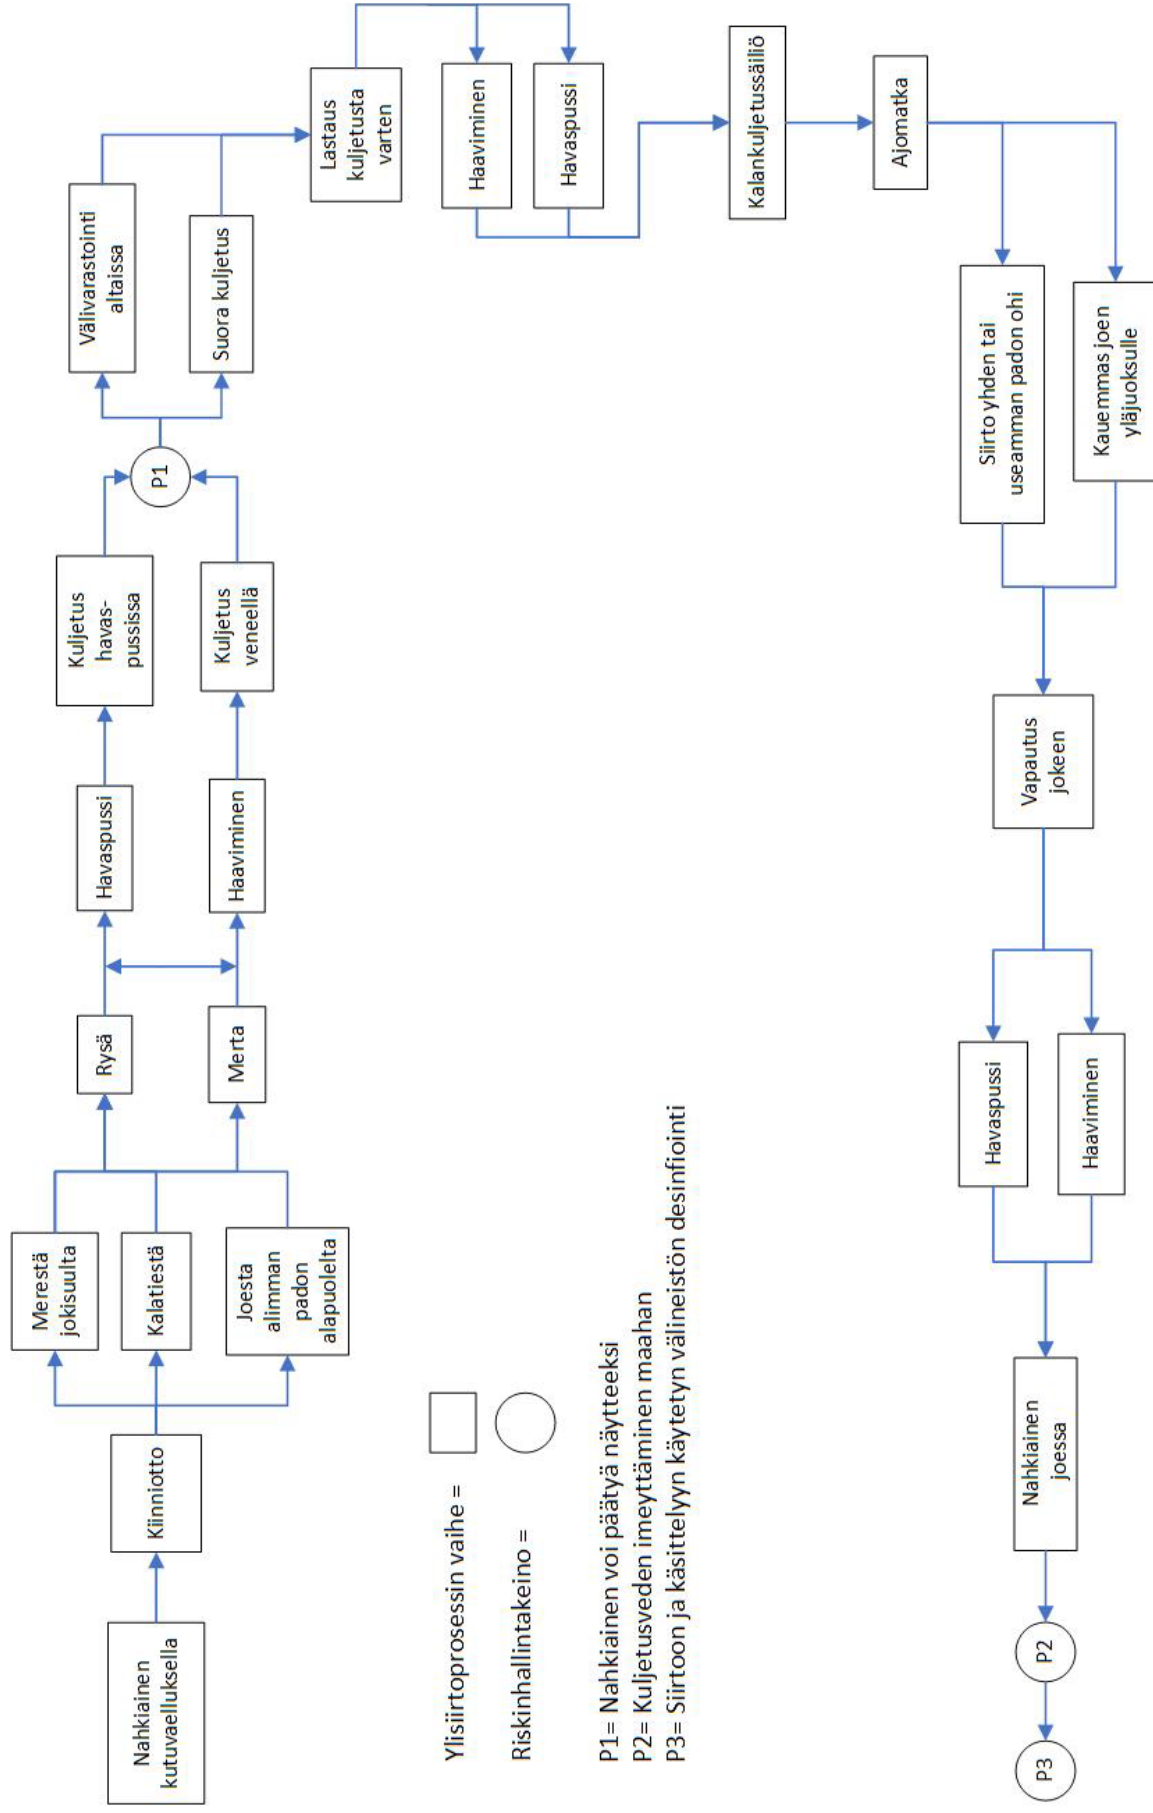 Nahkiainen
kutuvaelluksella
Kiinniotto
Merestä
jokisuulta
Kalatiestä
Joesta
alimman
padon
alapuolelta
Rysä
Merta
Havaspussi
Haaviminen
Kuljetus
havas-
pussissa
Kuljetus
veneellä
P1
Välivarastointi
altaissa
Suora kuljetus
Lastaus
kuljetusta
varten
Haaviminen
Havaspussi
Kalankuljetussäiliö
Ajomatka
Siirto yhden tai
useamman padon ohi
Kauemmas joen
yläjuoksulle
Vapautus
jokeen
Havaspussi
Haaviminen
Nahkiainen
joessa
P2
P3
Ylisiirtoprosessin vaihe =
Riskinhallintakeino =
P1= Nahkiainen voi päätyä näytteeksi
P2= Kuljetusveden imeyttäminen maahan
P3= Siirtoon ja käsittelyyn käytetyn välineistön desinfiointi